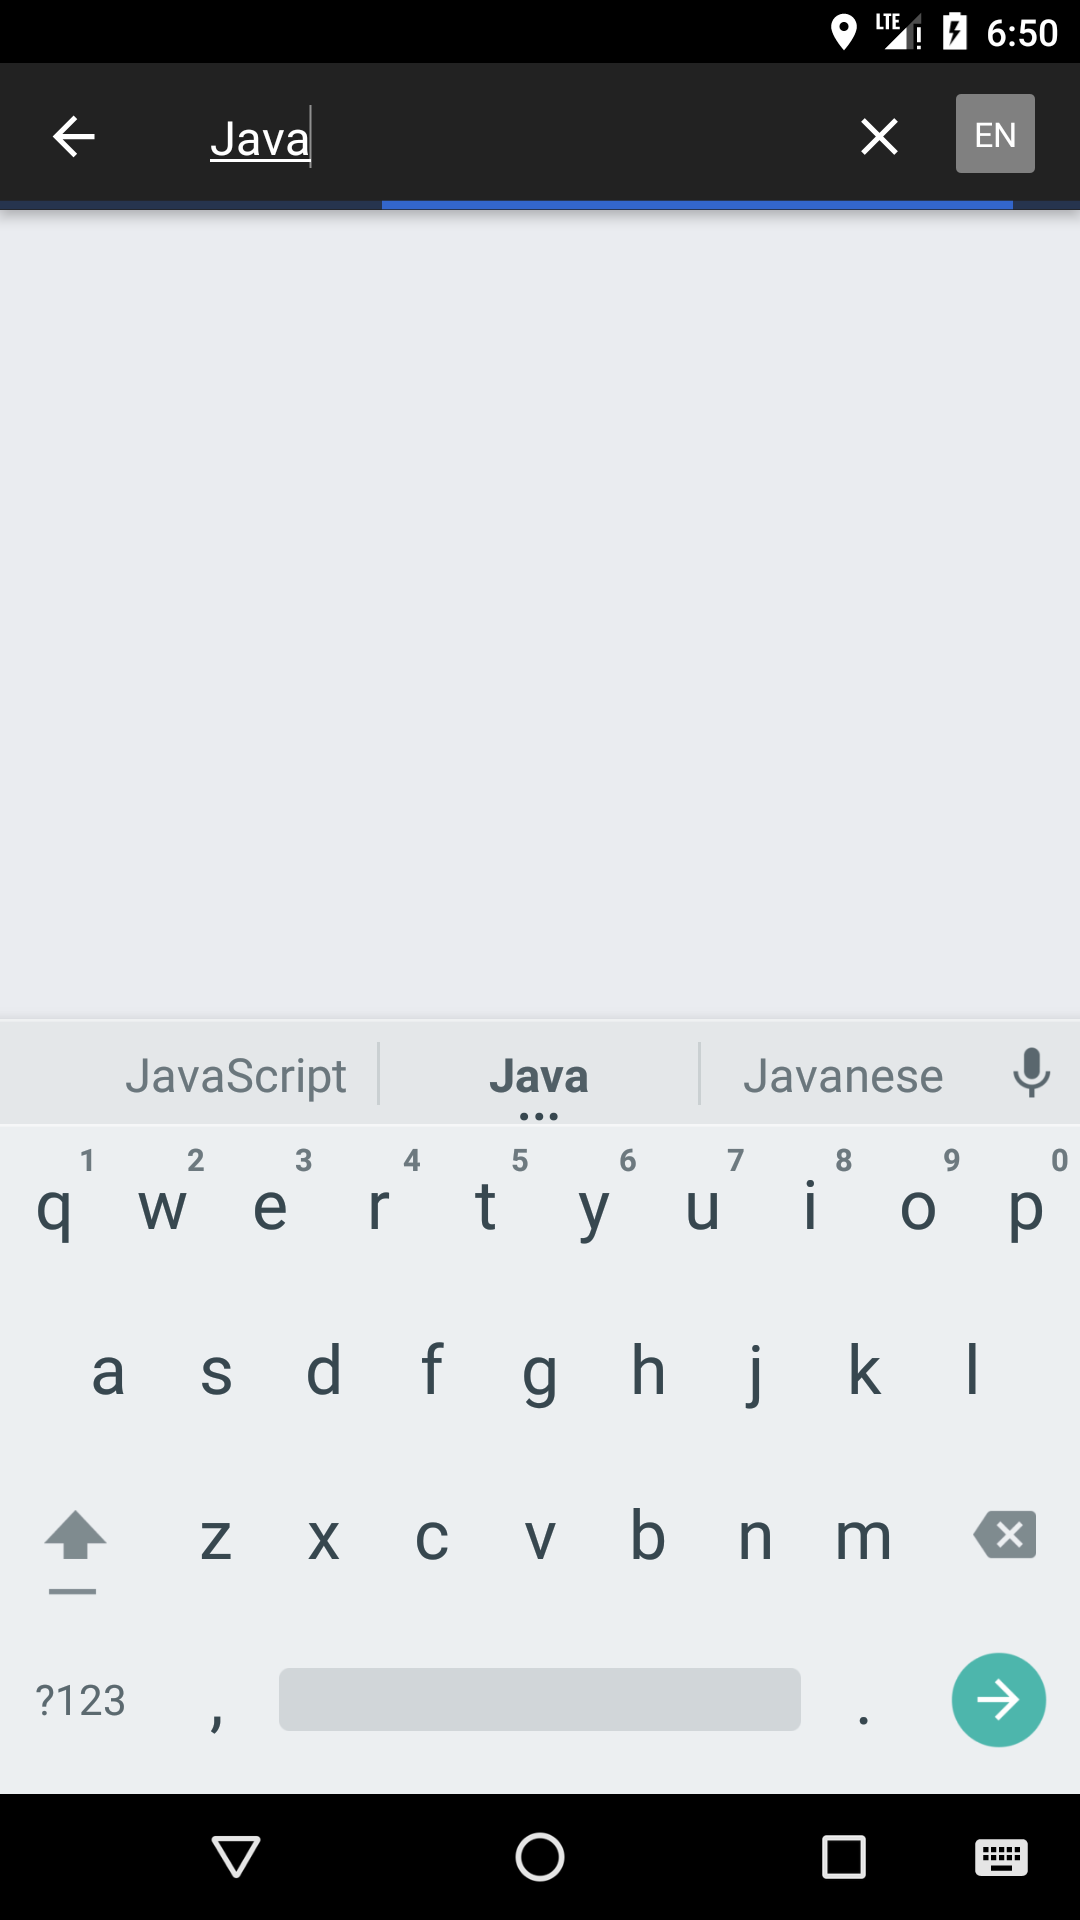 LTE ! 6:50
Java EN
JavaScript Java Javanese
1 2 3 4 5 6 7 8 9 0
q w e r t y u i o p
a s d f g h j k l
z x c v b n m
?123 , .